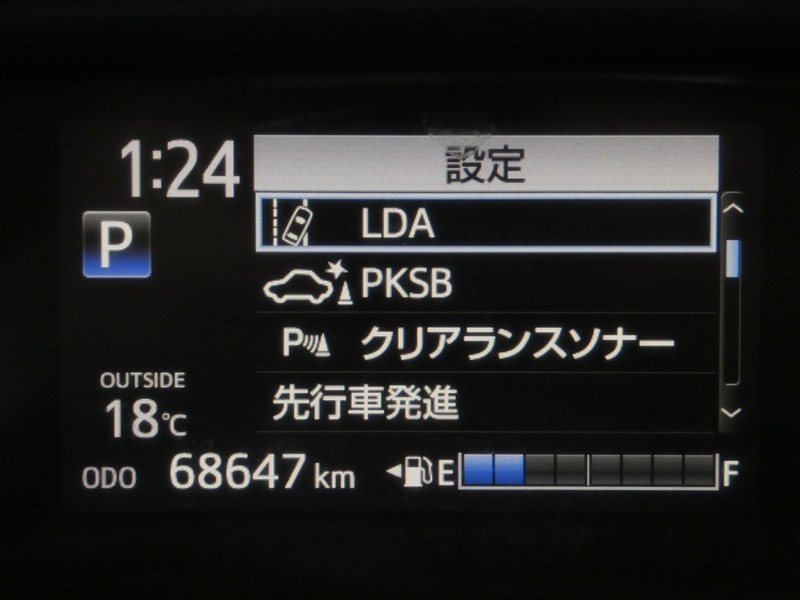 1:24
設定
P
LDA
PKSB
P クリアランスソナー
先行車発進
OUTSIDE
18℃
ODO 68647 km E F